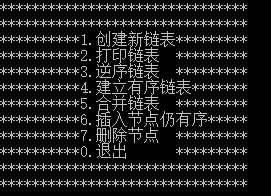 *******************************
*******************************
**********1.创建新链表*********
**********2.打印链表  *********
**********3.逆序链表  *********
**********4.建立有序链表*******
**********5.合并链表  *********
**********6.插入节点仍有序*****
**********7.删除节点  *********
**********0.退出      *********
*******************************
*******************************